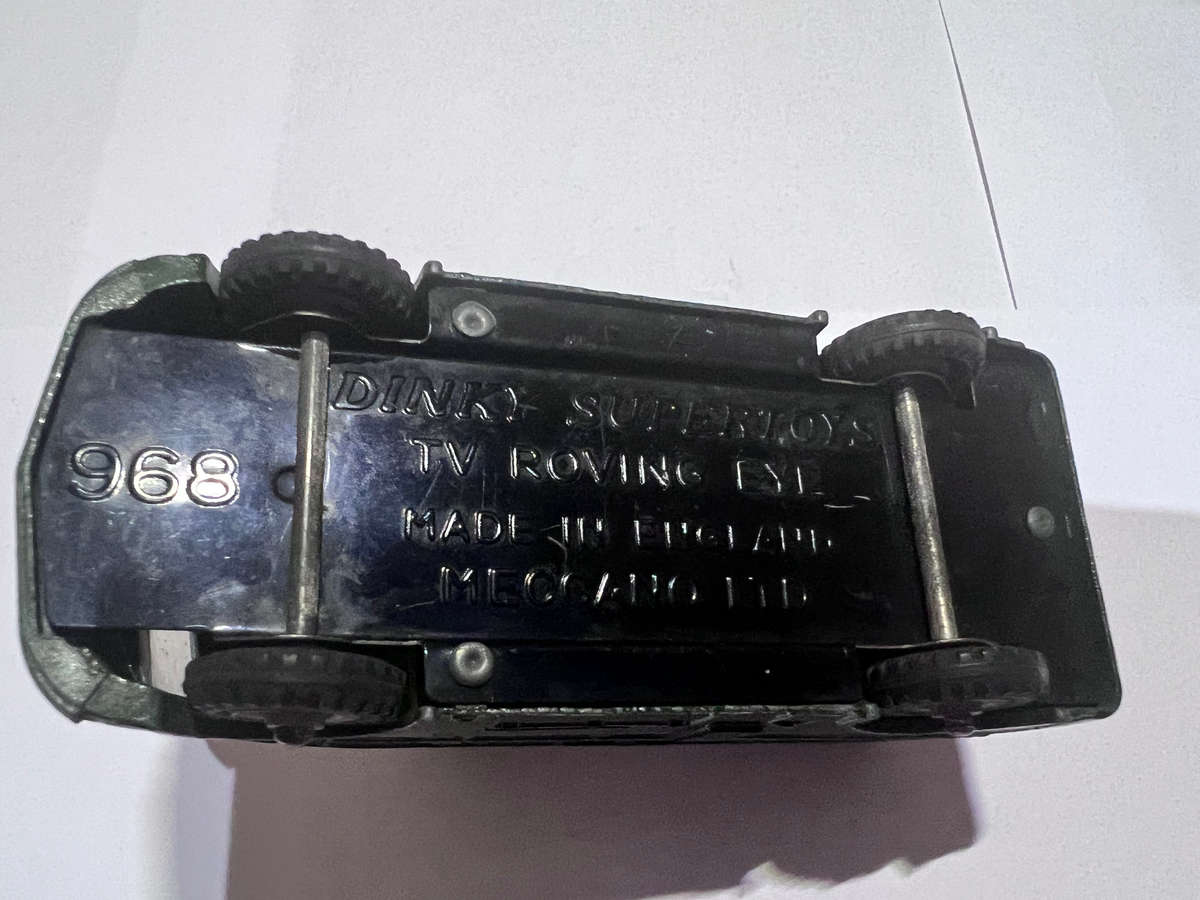 968
DINKY SUPERTOYS
TV ROVING EYE
MADE IN ENGLAND
MECCANO LTD